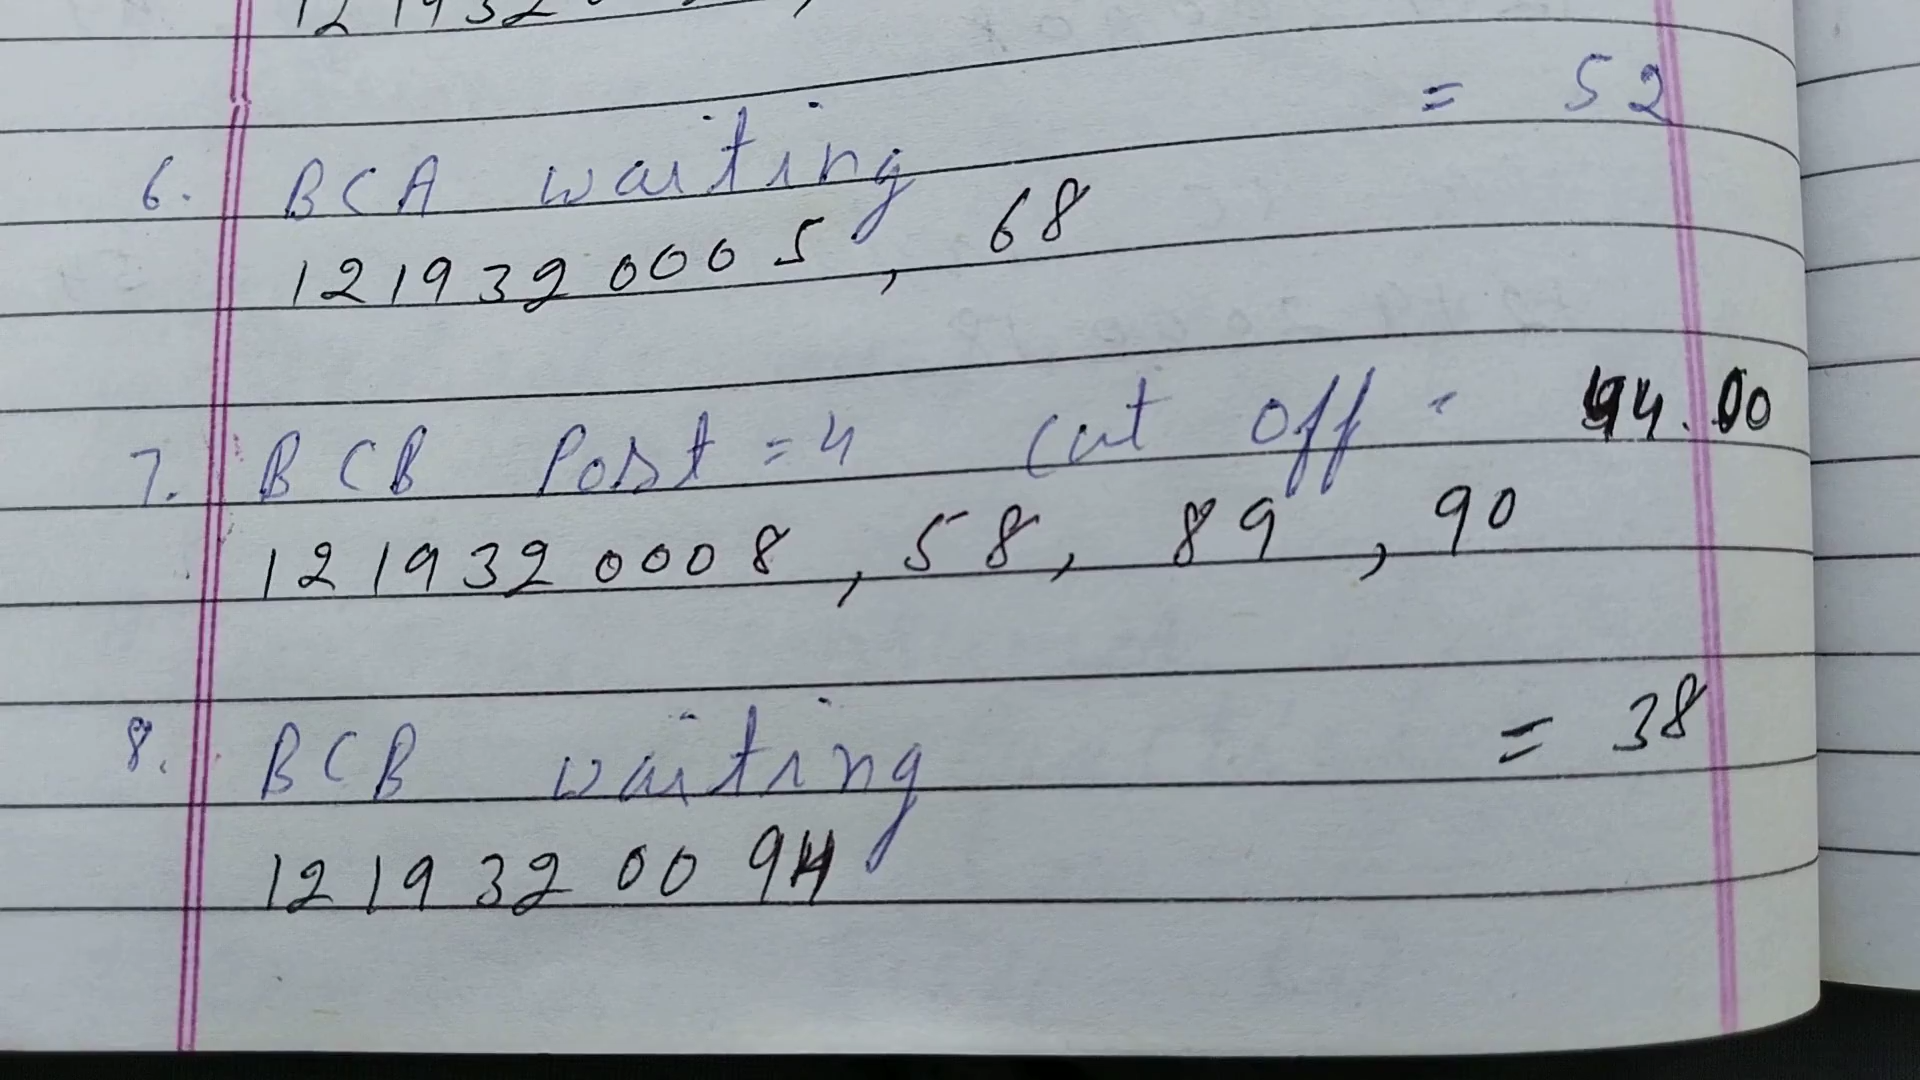 6. BCA waiting = 52
1219320005, 68
7. BCB Post = 4 Cut off = 44.00
1219320008, 58, 89, 90
8. BCB waiting = 38
1219320094